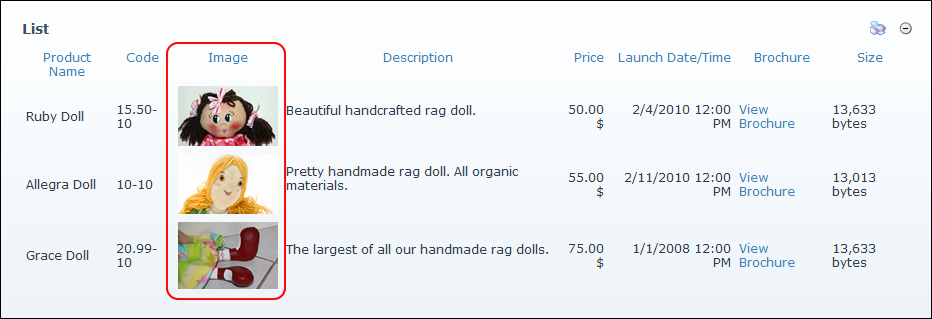 List
Product Name Code Image Description Price Launch Date/Time Brochure Size
Ruby Doll 15.50-10 Beautiful handcrafted rag doll. 50.00 $ 2/4/2010 12:00 PM View Brochure 13,633 bytes
Allegra Doll 10-10 Pretty handmade rag doll. All organic materials. 55.00 $ 2/11/2010 12:00 PM View Brochure 13,013 bytes
Grace Doll 20.99-10 The largest of all our handmade rag dolls. 75.00 $ 1/1/2008 12:00 PM View Brochure 13,633 bytes